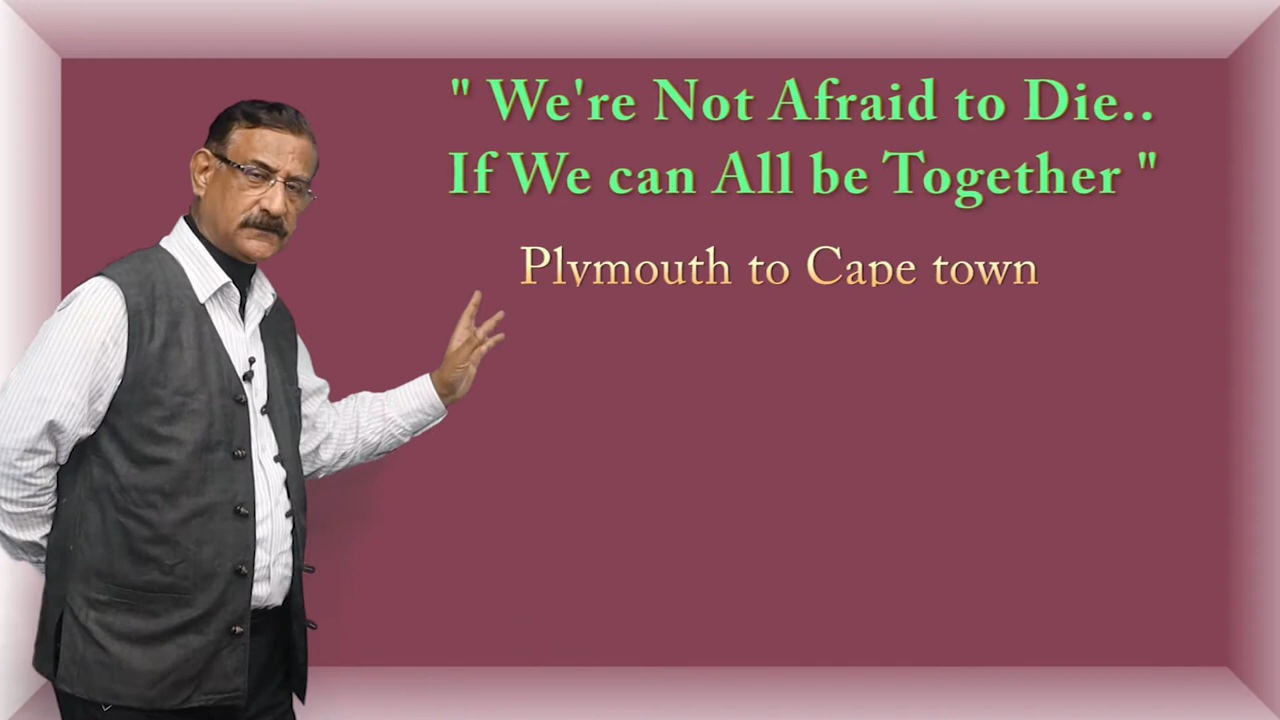 " We're Not Afraid to Die..
If We can All be Together "
Plymouth to Cape town